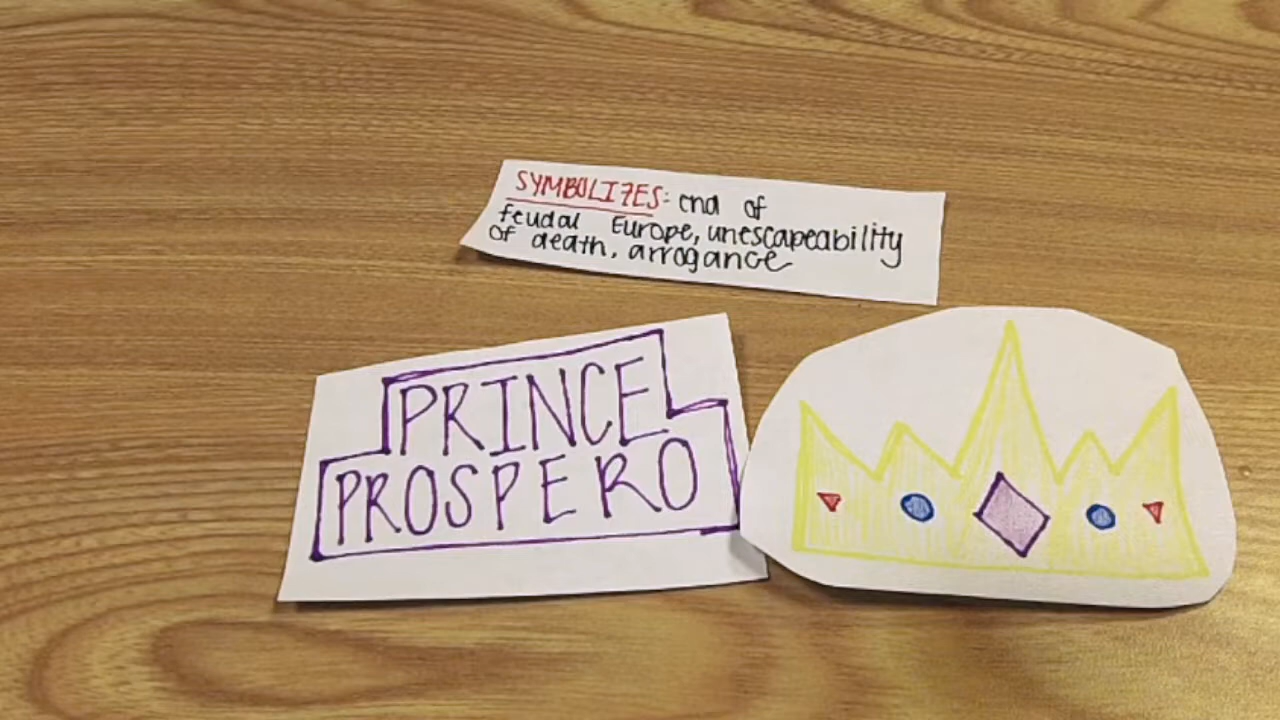 SYMBOLIZES: end of
feudal Europe, unescapeability
of death, arrogance
PRINCE
PROSPERO